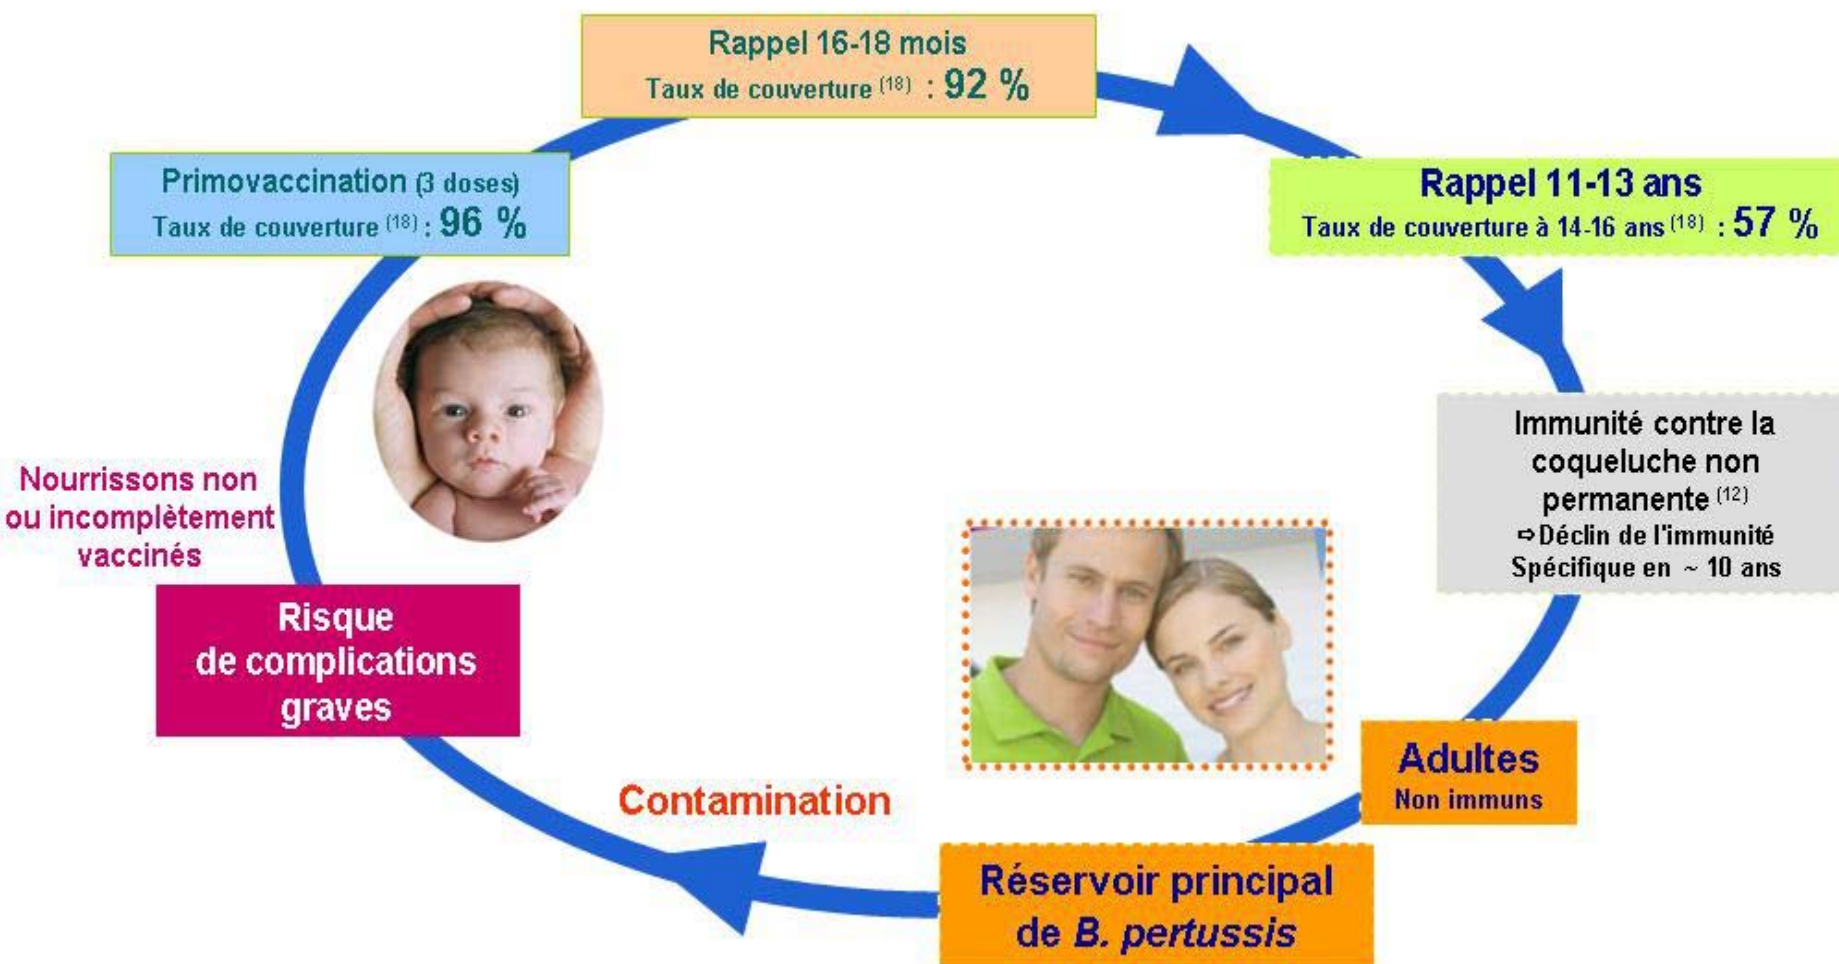 Rappel 16-18 mois
Taux de couverture (18) : 92 %
Primovaccination (3 doses)
Taux de couverture (18) : 96 %
Rappel 11-13 ans
Taux de couverture à 14-16 ans (18) : 57 %
Immunité contre la
coqueluche non
permanente (12)
⇨Déclin de l'immunité
Spécifique en ~ 10 ans
Nourrissons non
ou incomplètement
vaccinés
Risque
de complications
graves
Adultes
Non immuns
Contamination
Réservoir principal
de B. pertussis